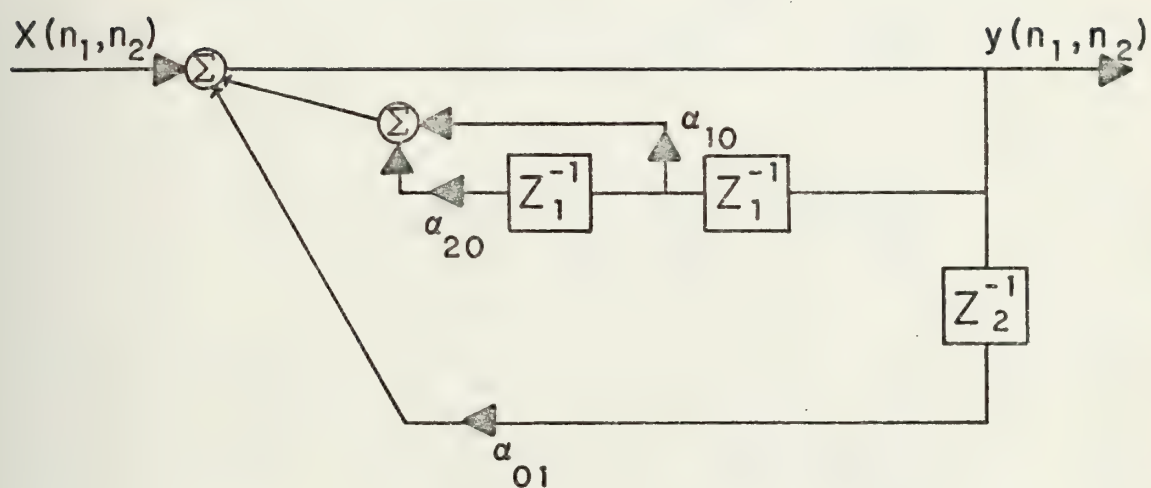 X(n₁,n₂)
y(n₁,n₂)
Σ
Σ
α₁₀
Z₁⁻¹
Z₁⁻¹
α₂₀
Z₂⁻¹
α₀₁